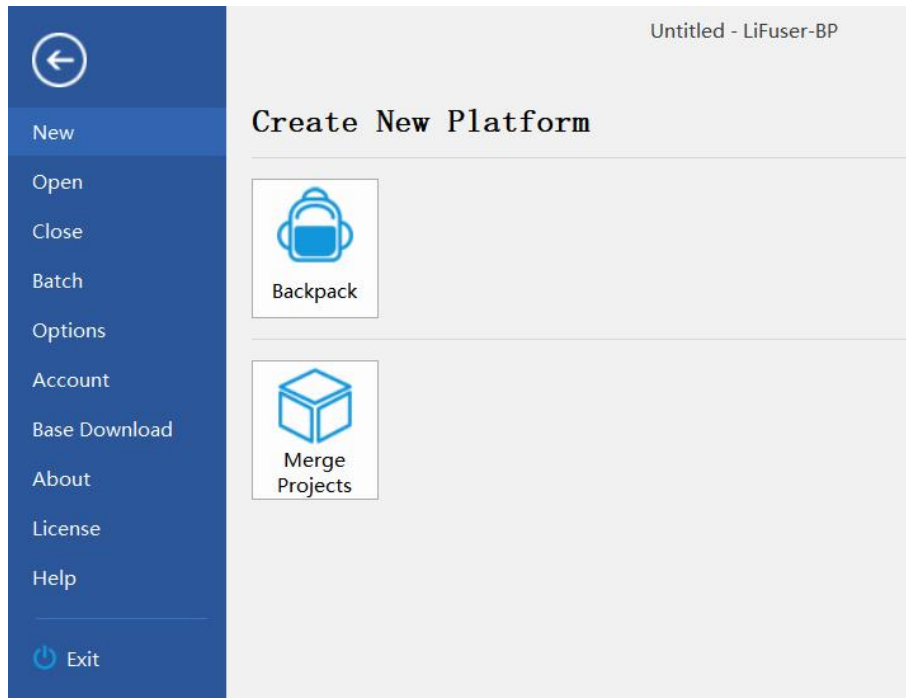 Untitled - LiFuser-BP
New
Open
Close
Batch
Options
Account
Base Download
About
License
Help
Exit
Create New Platform
Backpack
Merge
Projects